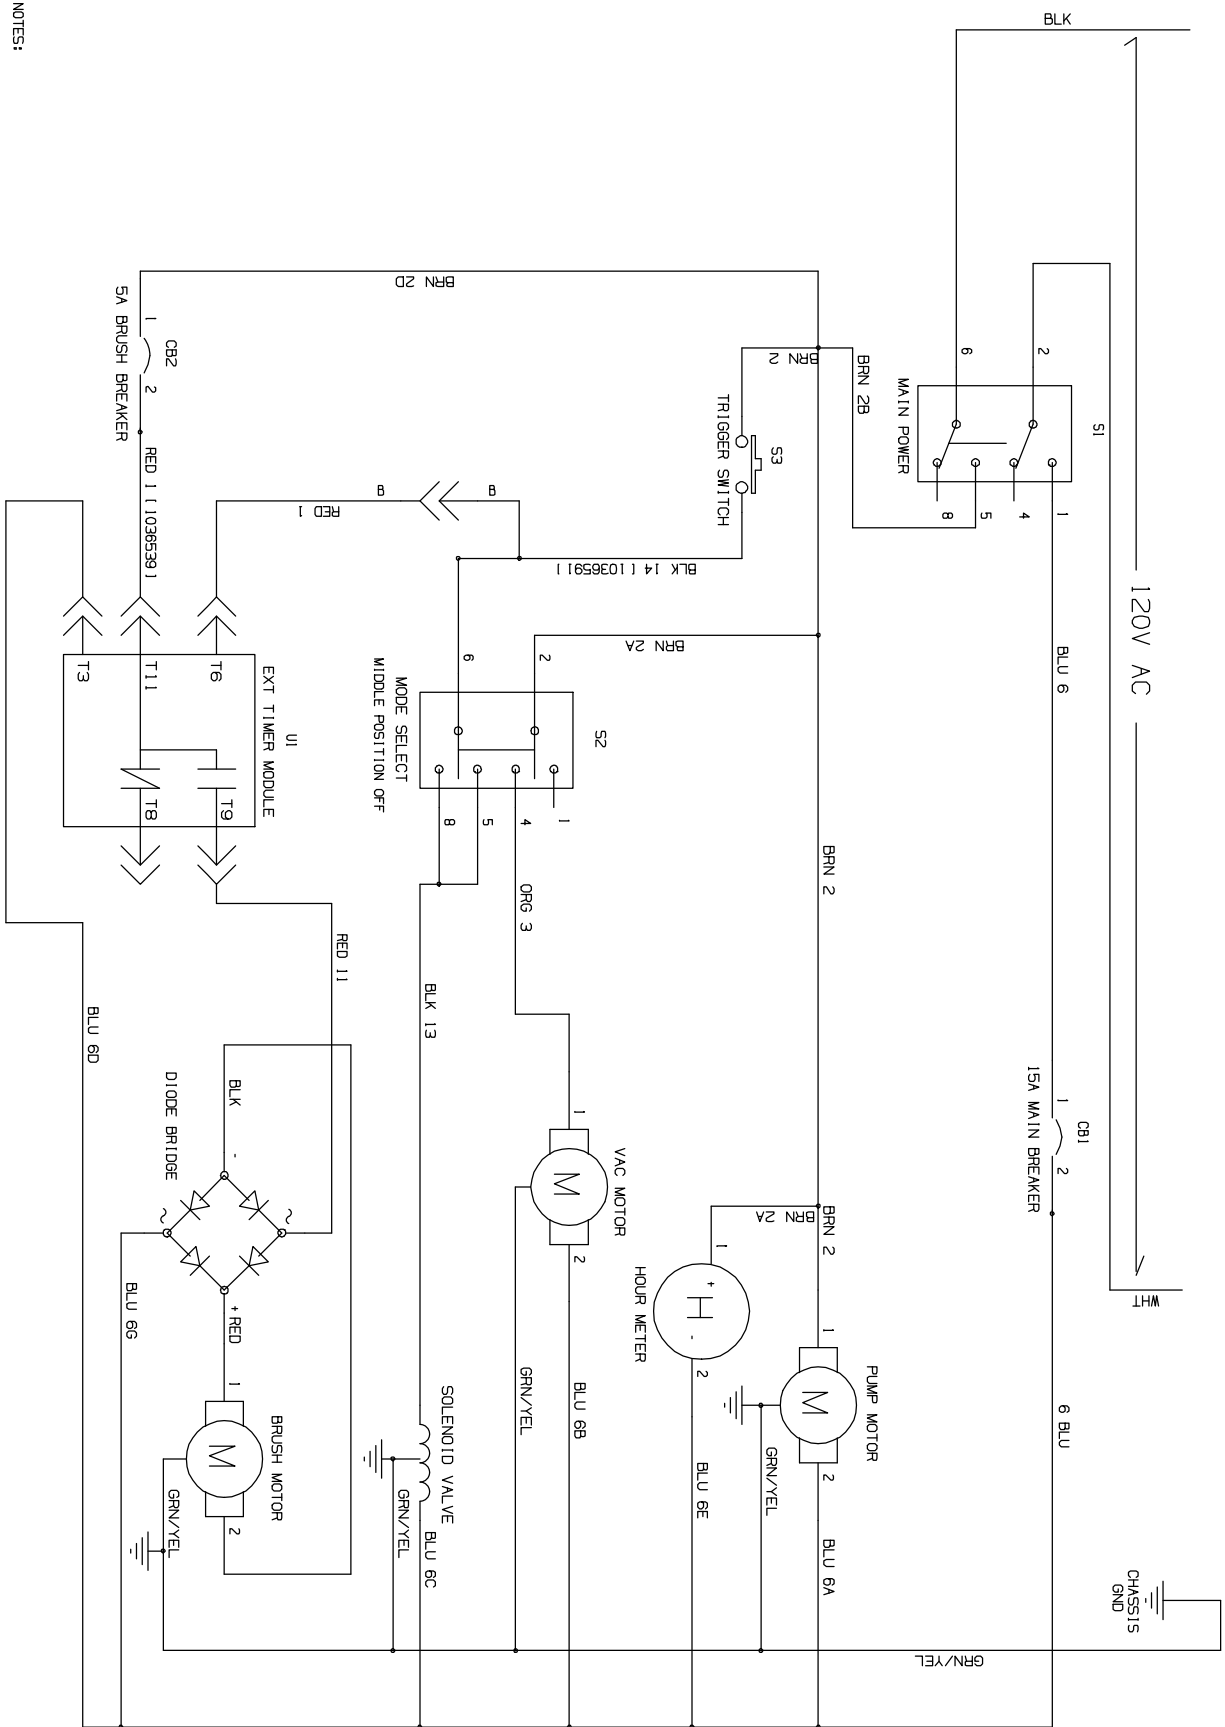 BLK
120V AC
WHT
2
6
S1
MAIN POWER
1
4
5
8
BLU 6
1
CB1
2
15A MAIN BREAKER
6 BLU
CHASSIS
GND
GRN/YEL
BRN 2B
BRN 2D
BRN 2
S3
TRIGGER SWITCH
BLK 14 [103659]]
BRN 2
BRN 2
BRN 2A
1
PUMP MOTOR
M
2
BLU 6A
GRN/YEL
1
+
H
-
2
HOUR METER
BLU 6E
BRN 2A
2
6
S2
MODE SELECT
MIDDLE POSITION OFF
1
4
5
8
ORG 3
BLK 13
1
VAC MOTOR
M
2
BLU 6B
GRN/YEL
SOLENOID VALVE
BLU 6C
GRN/YEL
1
CB2
2
5A BRUSH BREAKER
RED 1 [1036539]
B
B
RED 1
T6
T11
T3
U1
EXT TIMER MODULE
T9
T8
RED 11
BLU 6D
BLK
DIODE BRIDGE
-
~
~
+ RED
BLU 6G
1
BRUSH MOTOR
M
2
GRN/YEL
NOTES: